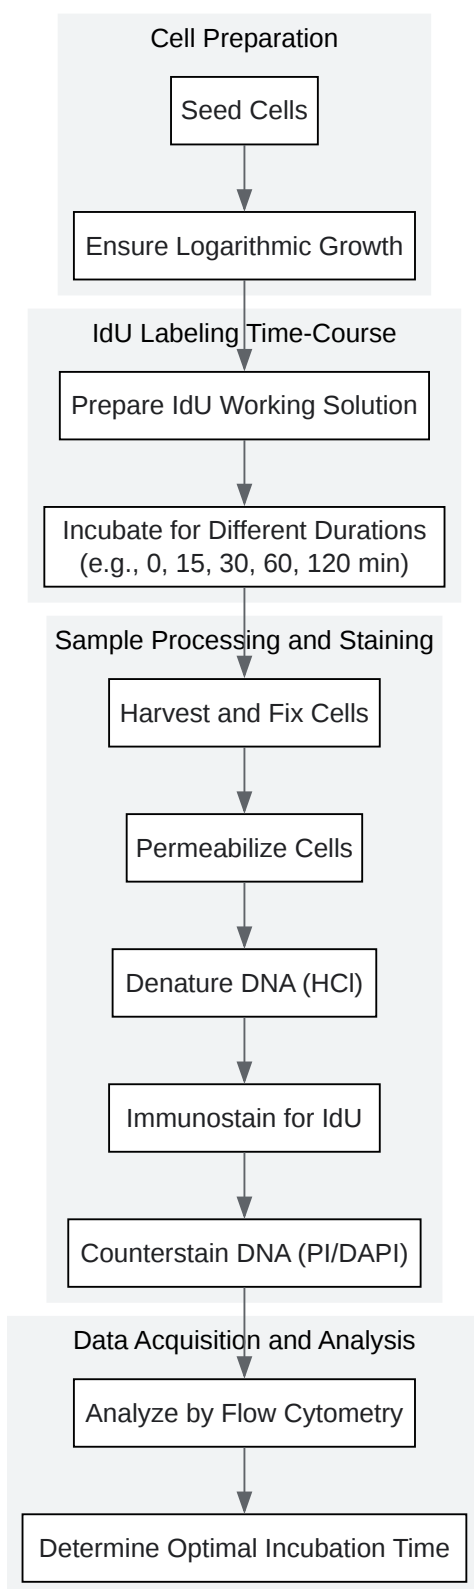 Cell Preparation
Seed Cells
Ensure Logarithmic Growth
IdU Labeling Time-Course
Prepare IdU Working Solution
Incubate for Different Durations
(e.g., 0, 15, 30, 60, 120 min)
Sample Processing and Staining
Harvest and Fix Cells
Permeabilize Cells
Denature DNA (HCl)
Immunostain for IdU
Counterstain DNA (PI/DAPI)
Data Acquisition and Analysis
Analyze by Flow Cytometry
Determine Optimal Incubation Time